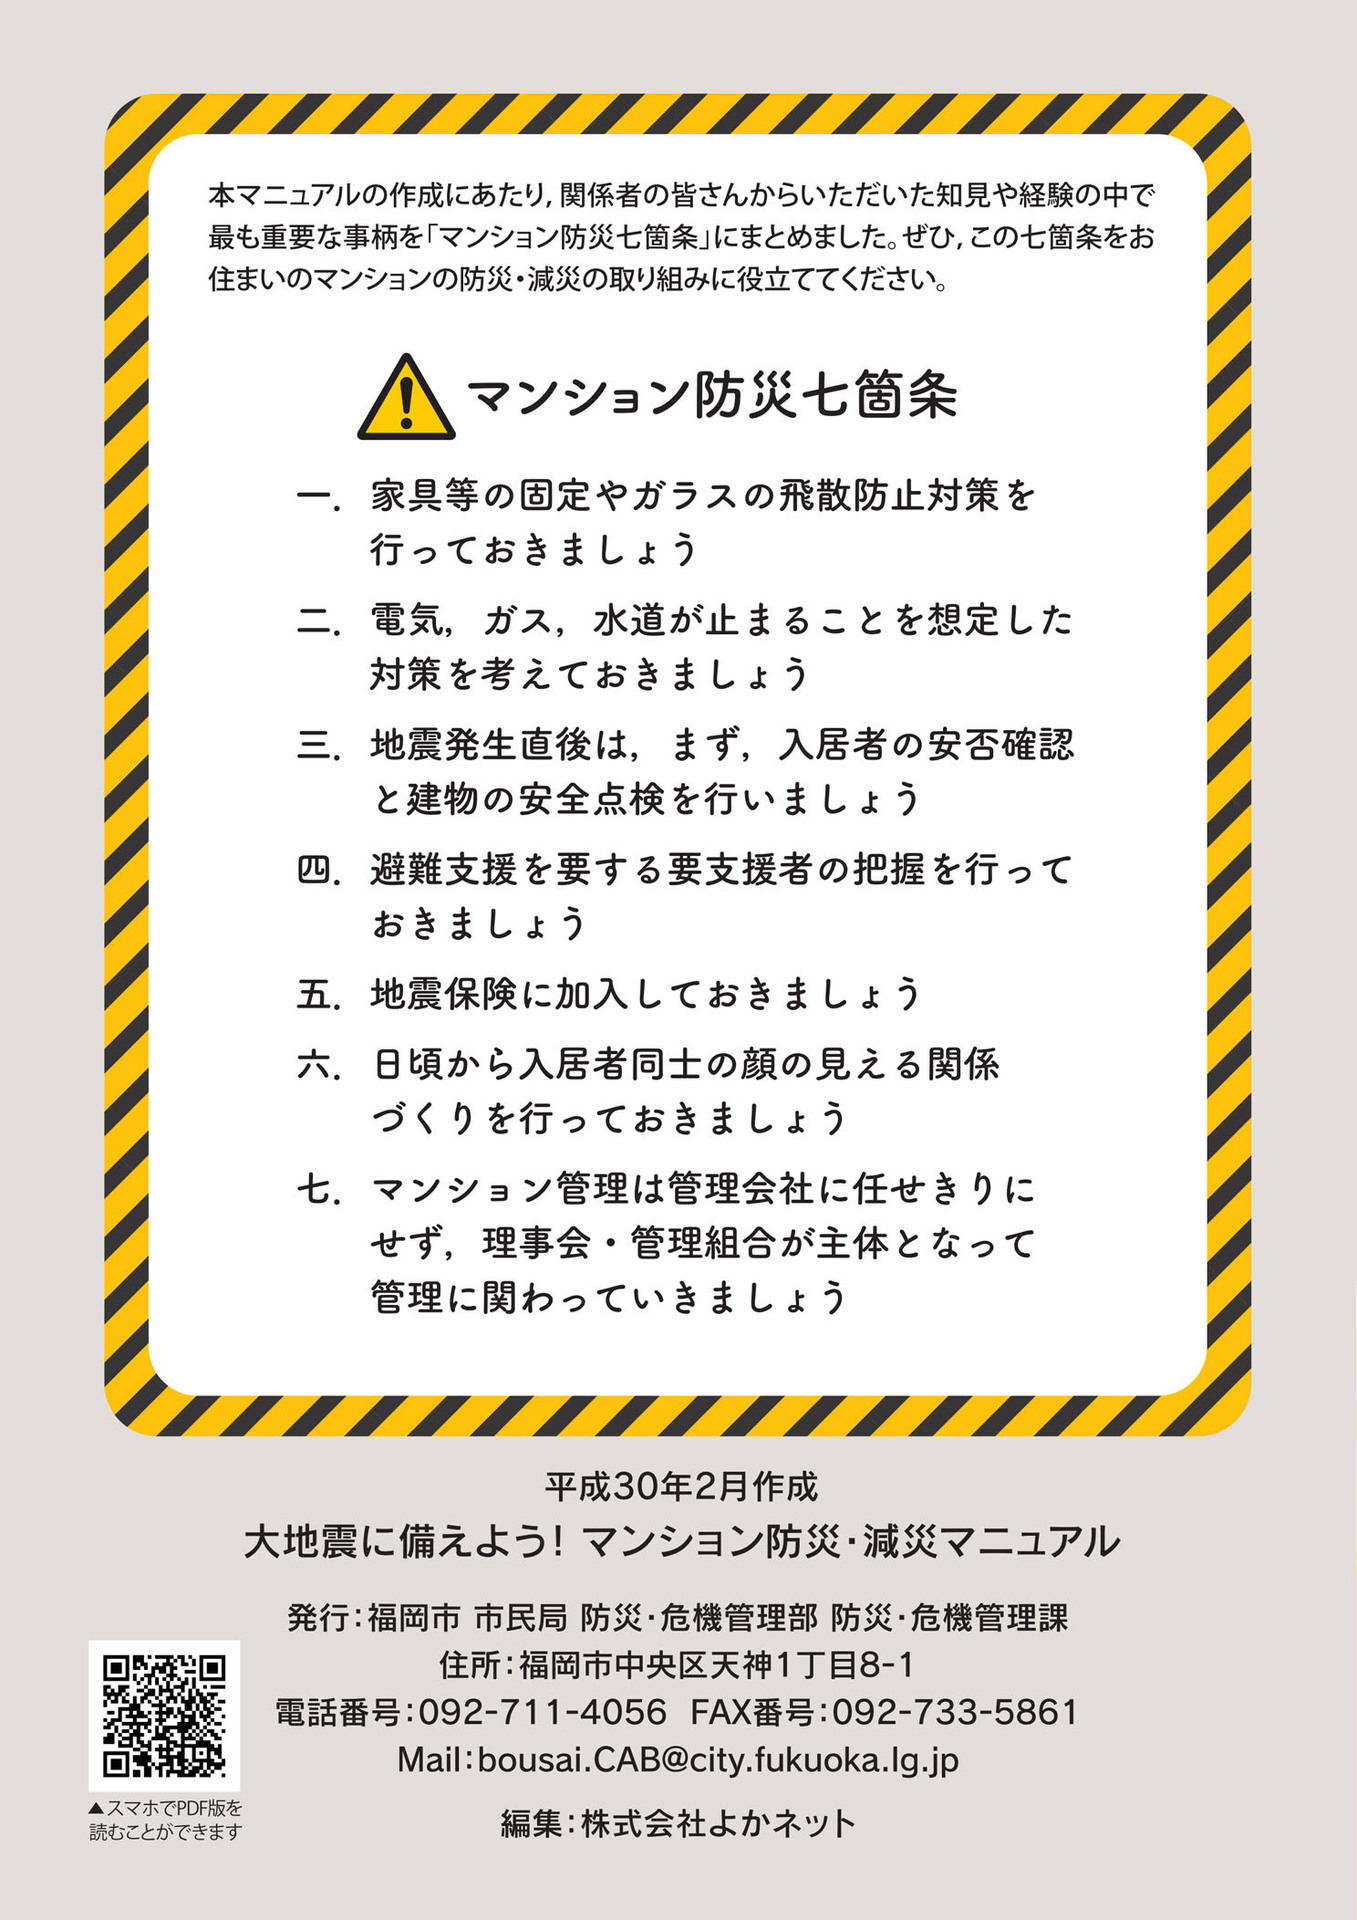 本マニュアルの作成にあたり，関係者の皆さんからいただいた知見や経験の中で
最も重要な事柄を「マンション防災七箇条」にまとめました。ぜひ，この七箇条をお
住まいのマンションの防災・減災の取り組みに役立ててください。
マンション防災七箇条
一．家具等の固定やガラスの飛散防止対策を
行っておきましょう
二．電気，ガス，水道が止まることを想定した
対策を考えておきましょう
三．地震発生直後は，まず，入居者の安否確認
と建物の安全点検を行いましょう
四．避難支援を要する要支援者の把握を行って
おきましょう
五．地震保険に加入しておきましょう
六．日頃から入居者同士の顔の見える関係
づくりを行っておきましょう
七．マンション管理は管理会社に任せきりに
せず，理事会・管理組合が主体となって
管理に関わっていきましょう
平成30年2月作成
大地震に備えよう！マンション防災・減災マニュアル
発行：福岡市 市民局 防災・危機管理部 防災・危機管理課
住所：福岡市中央区天神1丁目8-1
電話番号：092-711-4056 FAX番号：092-733-5861
Mail：bousai.CAB@city.fukuoka.lg.jp
編集：株式会社よかネット
▲スマホでPDF版を
読むことができます